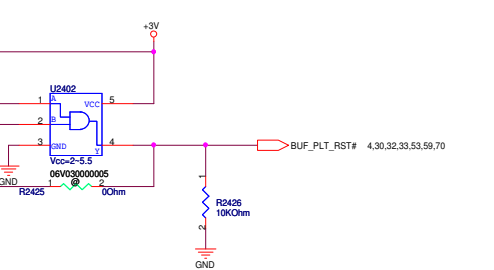 +3V
U2402
1 A VCC 5
2 B
3 GND Y 4
Vcc=2~5.5
BUF_PLT_RST# 4,30,32,33,53,59,70
06V030000005
GND 1 @ 2
R2425 0Ohm
1
R2426
10KOhm
2
GND